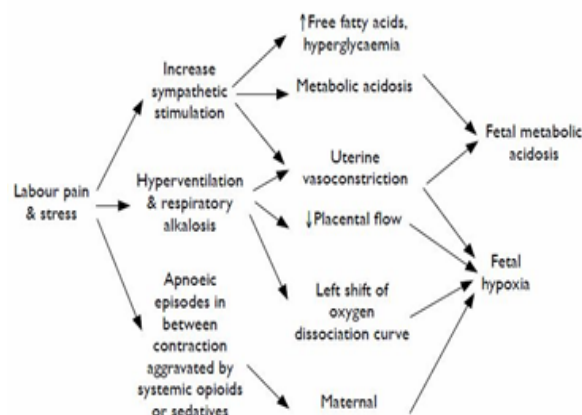 ↑Free fatty acids,
hyperglycaemia
Increase
sympathetic
stimulation
Metabolic acidosis
Fetal metabolic
acidosis
Uterine
vasoconstriction
Labour pain
& stress
Hyperventilation
& respiratory
alkalosis
↓Placental flow
Fetal
hypoxia
Apnoeic
episodes in
between
contraction
aggravated by
systemic opioids
or sedatives
Left shift of
oxygen
dissociation curve
Maternal